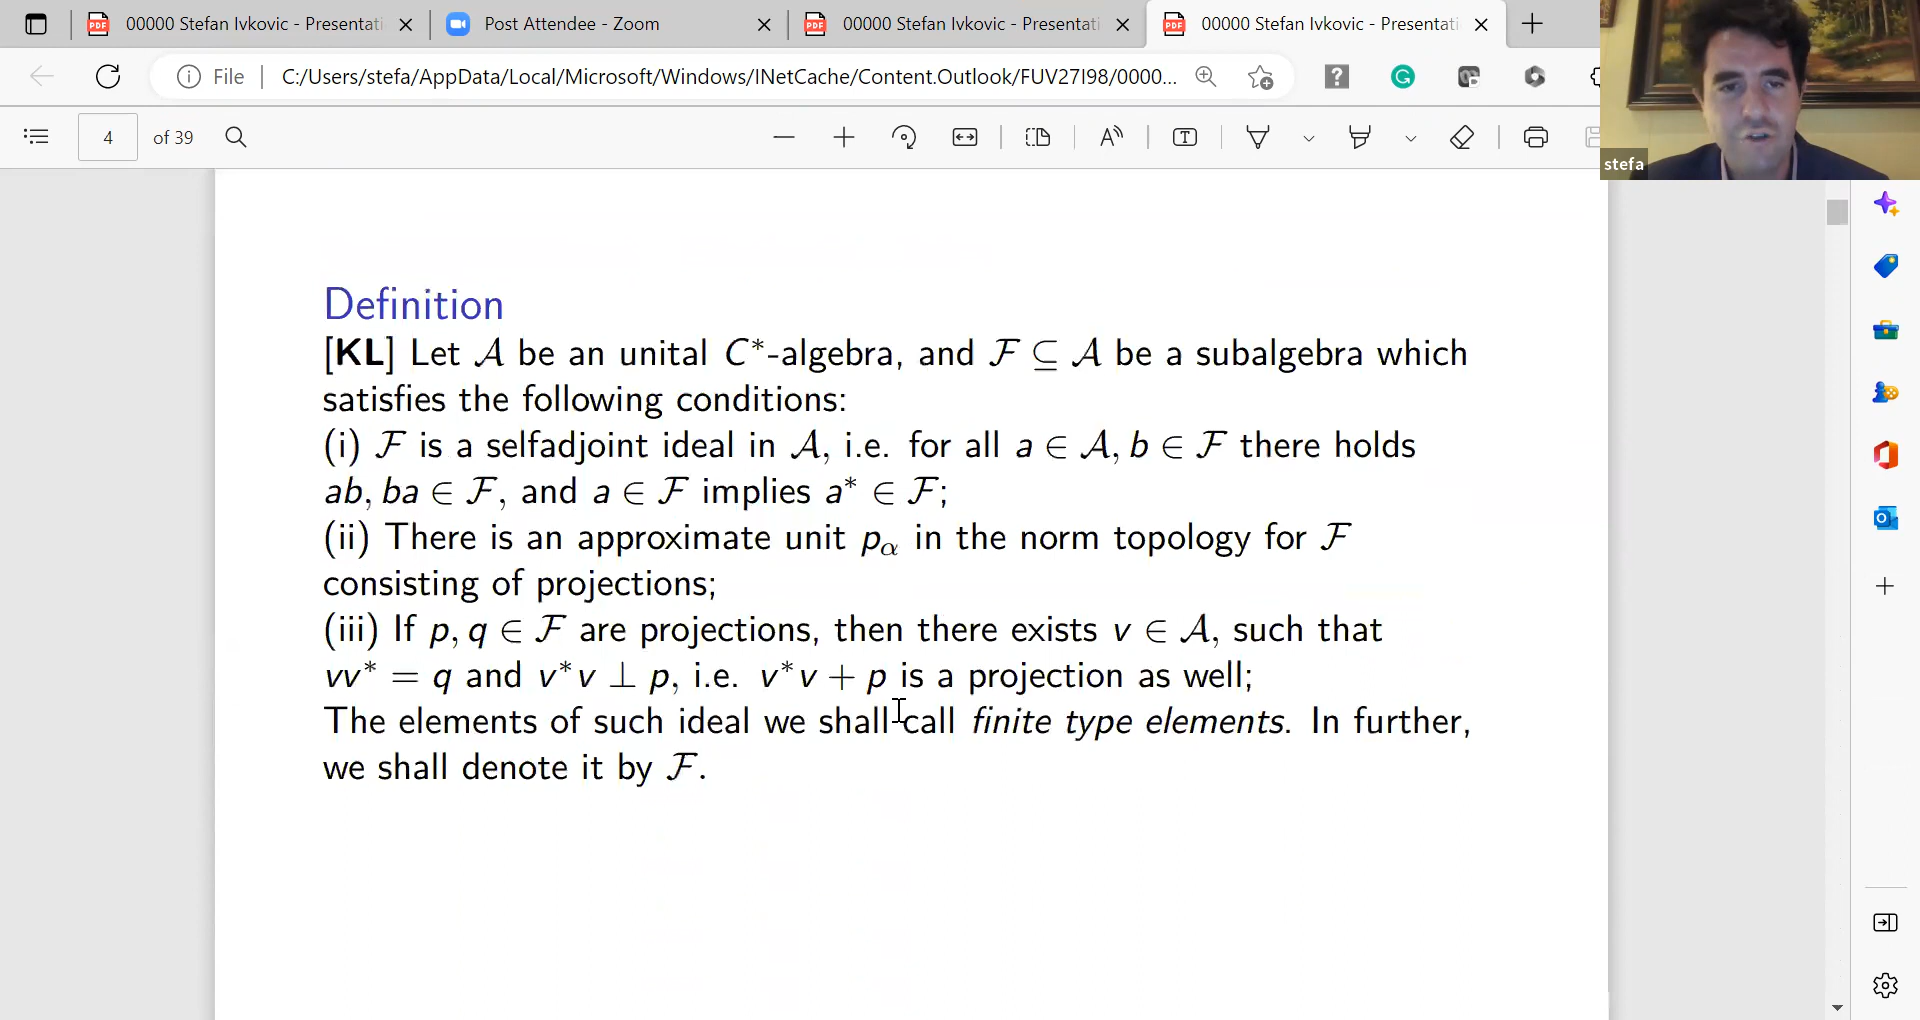 00000 Stefan Ivkovic - Presentati
Post Attendee - Zoom
00000 Stefan Ivkovic - Presentati
00000 Stefan Ivkovic - Presentati
File
C:/Users/stefa/AppData/Local/Microsoft/Windows/INetCache/Content.Outlook/FUV27I98/0000...
4 of 39
stefa
Definition
[KL] Let 𝒜 be an unital C*-algebra, and ℱ ⊆ 𝒜 be a subalgebra which
satisfies the following conditions:
(i) ℱ is a selfadjoint ideal in 𝒜, i.e. for all a ∈ 𝒜, b ∈ ℱ there holds
ab, ba ∈ ℱ, and a ∈ ℱ implies a* ∈ ℱ;
(ii) There is an approximate unit pα in the norm topology for ℱ
consisting of projections;
(iii) If p, q ∈ ℱ are projections, then there exists v ∈ 𝒜, such that
vv* = q and v*v ⊥ p, i.e. v*v + p is a projection as well;
The elements of such ideal we shall call finite type elements. In further,
we shall denote it by ℱ.